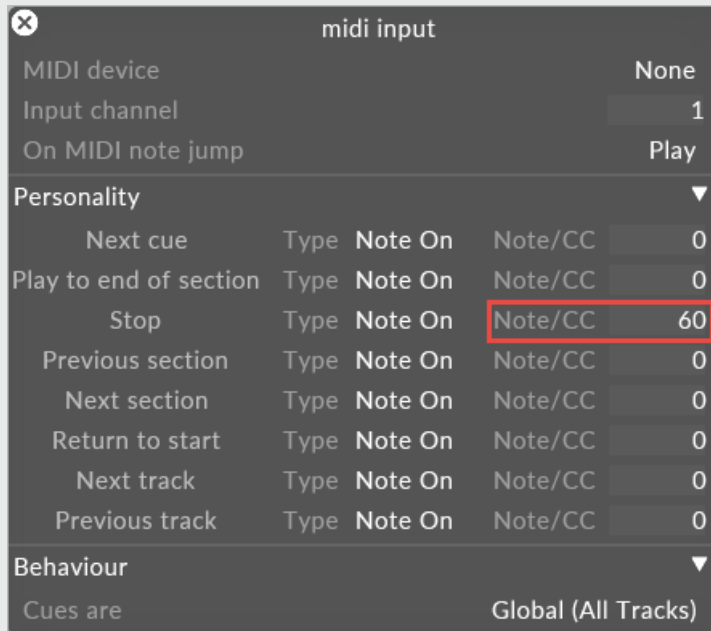 midi input
MIDI device None
Input channel 1
On MIDI note jump Play
Personality
Next cue Type Note On Note/CC 0
Play to end of section Type Note On Note/CC 0
Stop Type Note On Note/CC 60
Previous section Type Note On Note/CC 0
Next section Type Note On Note/CC 0
Return to start Type Note On Note/CC 0
Next track Type Note On Note/CC 0
Previous track Type Note On Note/CC 0
Behaviour
Cues are Global (All Tracks)